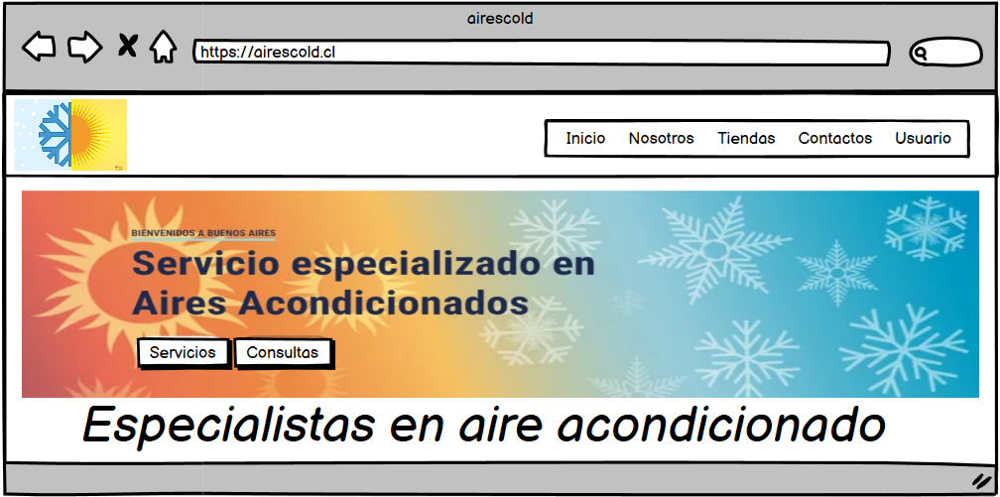 airescold
https://airescold.cl
Inicio Nosotros Tiendas Contactos Usuario
BIENVENIDOS A BUENOS AIRES
Servicio especializado en
Aires Acondicionados
Servicios Consultas
Especialistas en aire acondicionado